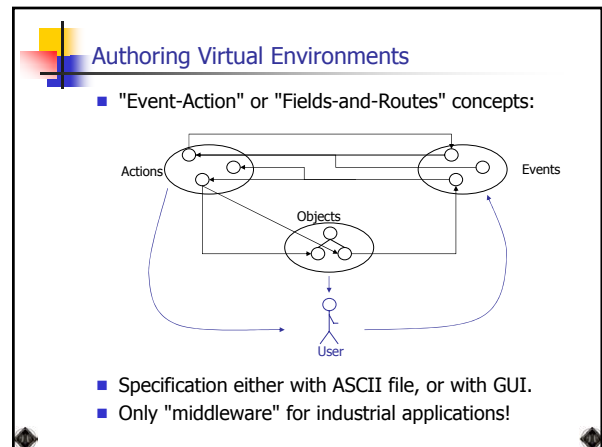 Authoring Virtual Environments
"Event-Action" or "Fields-and-Routes" concepts:
Actions
Events
Objects
User
Specification either with ASCII file, or with GUI.
Only "middleware" for industrial applications!